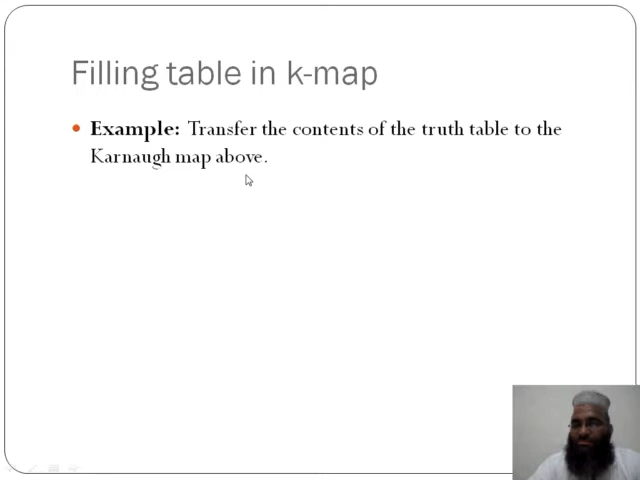 Filling table in k-map
Example: Transfer the contents of the truth table to the
Karnaugh map above.